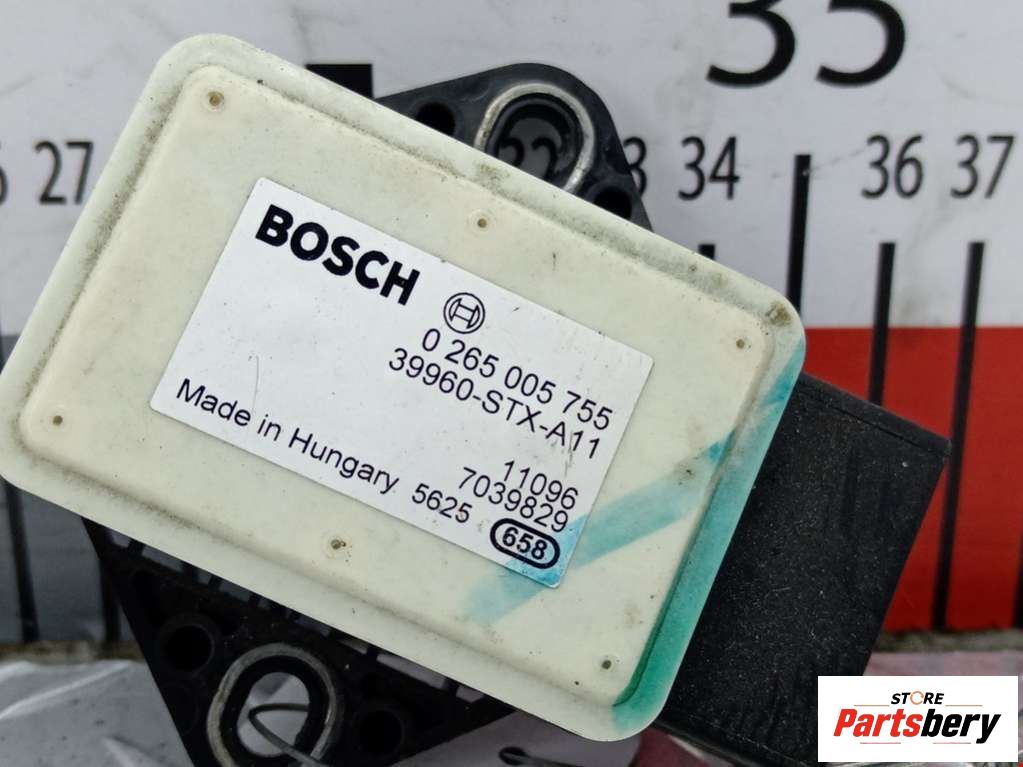 35
27
32
34
36
37
BOSCH
0 265 005 755
39960-STX-A11
11096
7039829
Made in Hungary 5625 658
STORE
Partsbery